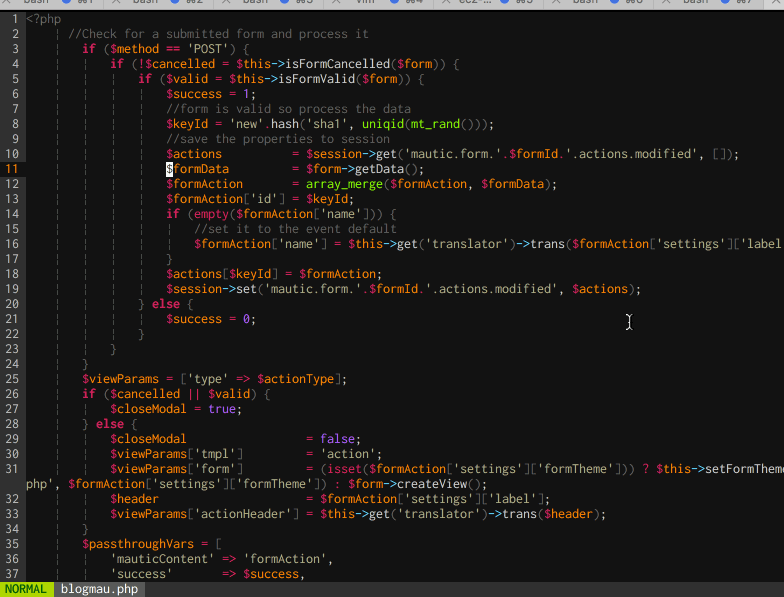 bash ⌘1 bash bash ⌘3 vim ⌘4 ec2-... ⌘5 bash ⌘6 bash ⌘7
1 <?php
2 //Check for a submitted form and process it
3 if ($method == 'POST') {
4 if (!$cancelled = $this->isFormCancelled($form)) {
5 if ($valid = $this->isFormValid($form)) {
6 $success = 1;
7 //form is valid so process the data
8 $keyId = 'new'.hash('sha1', uniqid(mt_rand()));
9 //save the properties to session
10 $actions = $session->get('mautic.form.'.$formId.'.actions.modified', []);
11 $formData = $form->getData();
12 $formAction = array_merge($formAction, $formData);
13 $formAction['id'] = $keyId;
14 if (empty($formAction['name'])) {
15 //set it to the event default
16 $formAction['name'] = $this->get('translator')->trans($formAction['settings']['label
17 }
18 $actions[$keyId] = $formAction;
19 $session->set('mautic.form.'.$formId.'.actions.modified', $actions);
20 } else {
21 $success = 0;
22 }
23 }
24 }
25 $viewParams = ['type' => $actionType];
26 if ($cancelled || $valid) {
27 $closeModal = true;
28 } else {
29 $closeModal = false;
30 $viewParams['tmpl'] = 'action';
31 $viewParams['form'] = (isset($formAction['settings']['formTheme'])) ? $this->setFormTheme
php', $formAction['settings']['formTheme']) : $form->createView();
32 $header = $formAction['settings']['label'];
33 $viewParams['actionHeader'] = $this->get('translator')->trans($header);
34 }
35 $passthroughVars = [
36 'mauticContent' => 'formAction',
37 'success' => $success,
NORMAL blogmau.php